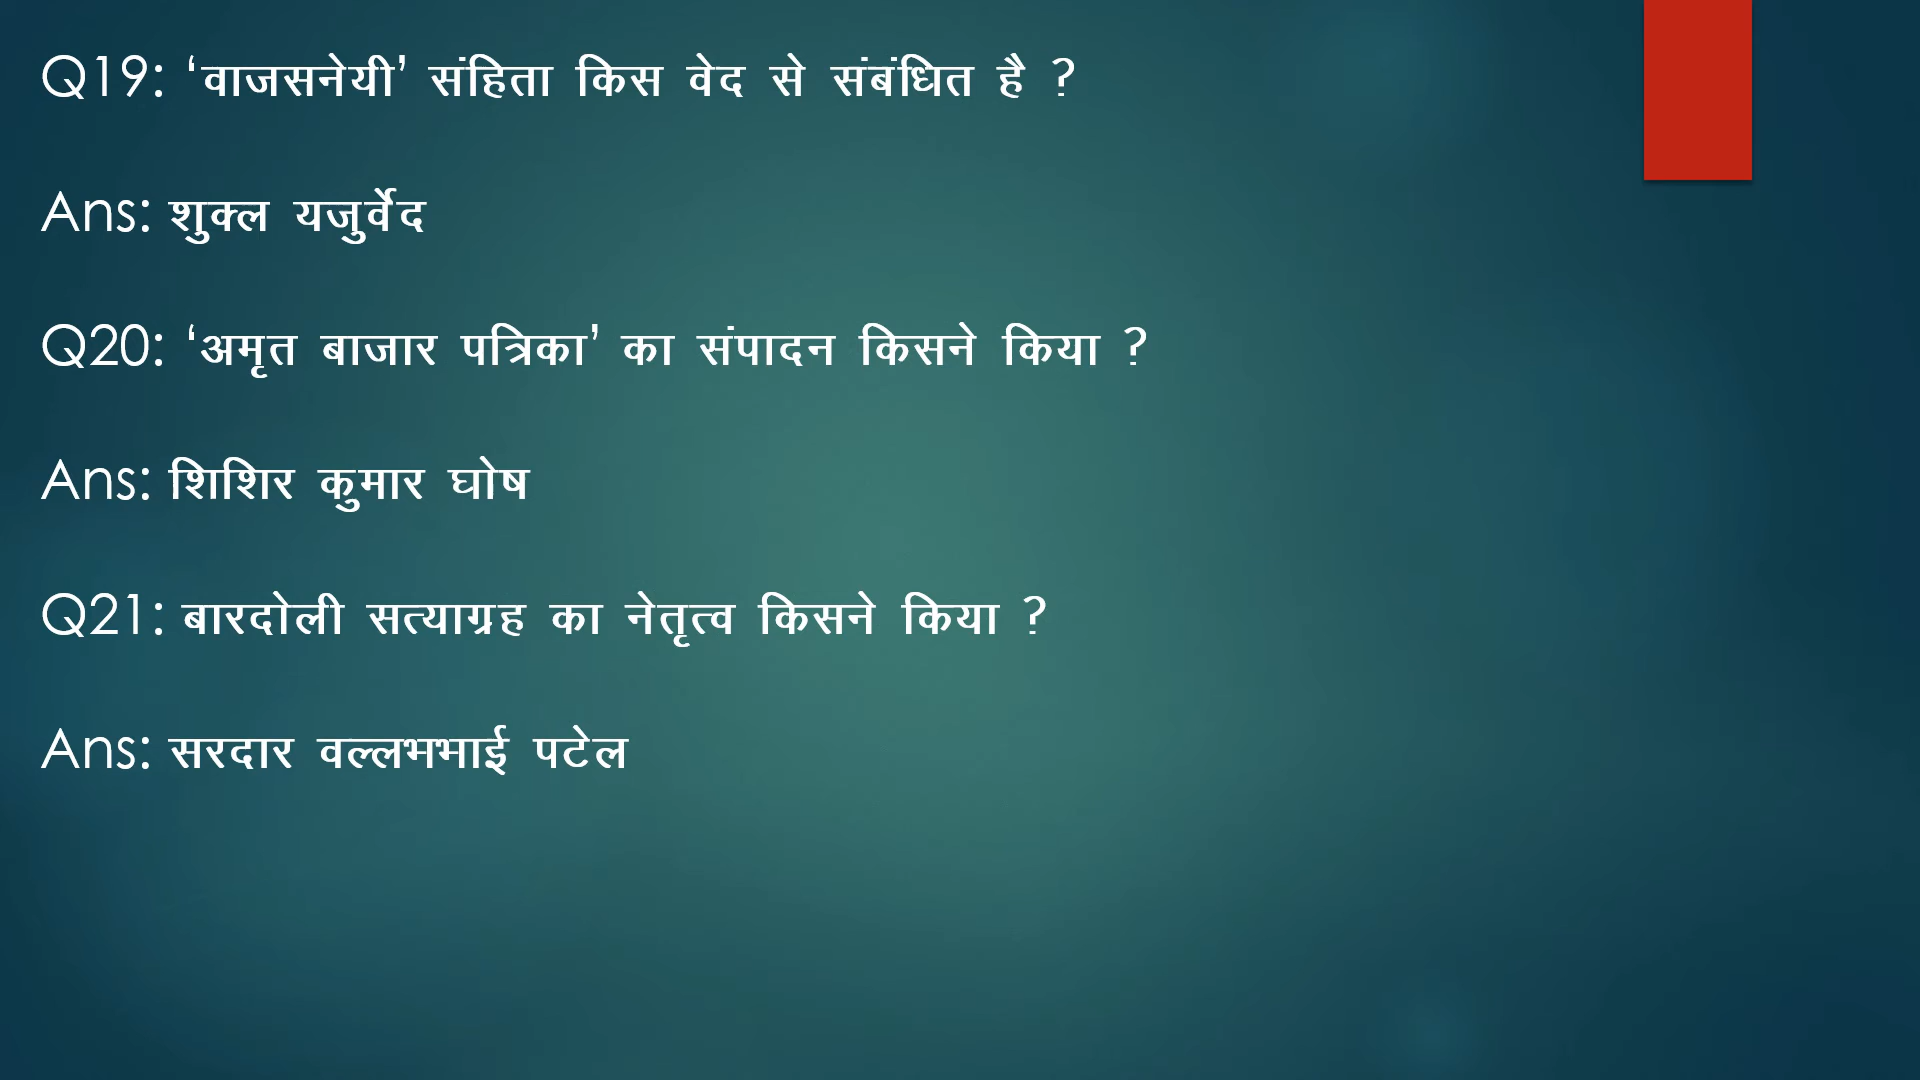 Q19: ‘वाजसनेयी’ संहिता किस वेद से संबंधित है ?
Ans: शुक्ल यजुर्वेद
Q20: ‘अमृत बाजार पत्रिका’ का संपादन किसने किया ?
Ans: शिशिर कुमार घोष
Q21: बारदोली सत्याग्रह का नेतृत्व किसने किया ?
Ans: सरदार वल्लभभाई पटेल